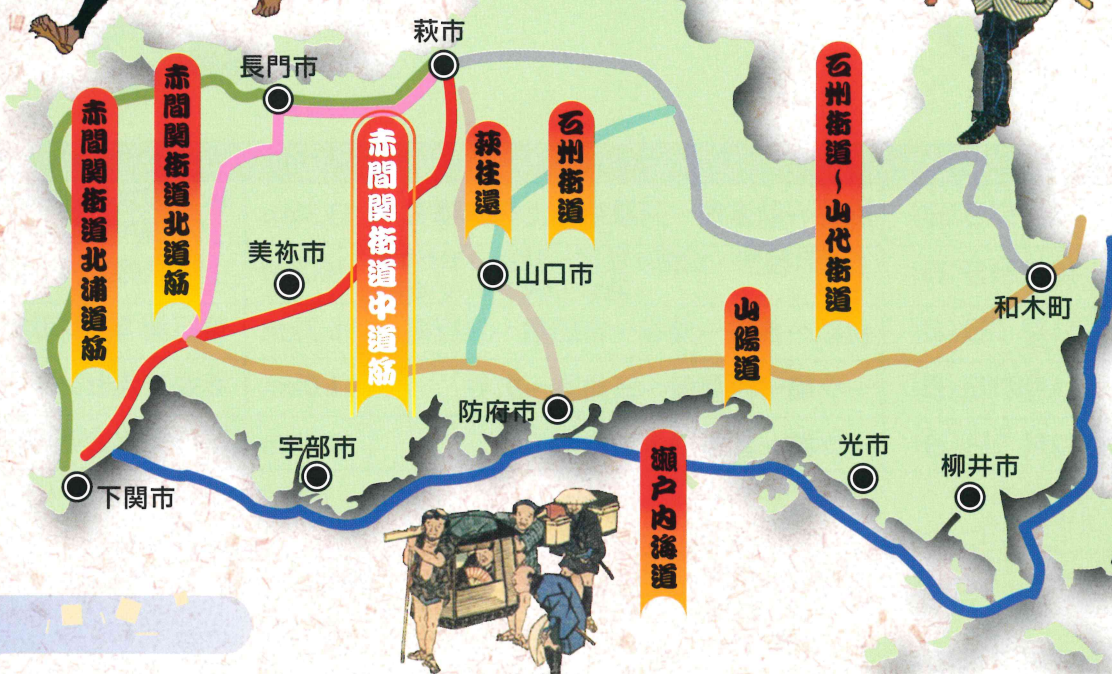 萩市
長門市
赤間関街道北浦道筋
赤間関街道北道筋
赤間関街道中道筋
萩往還
石州街道
石州街道～山代街道
美祢市
山口市
和木町
山陽道
防府市
宇部市
光市
柳井市
下関市
瀬戸内海道